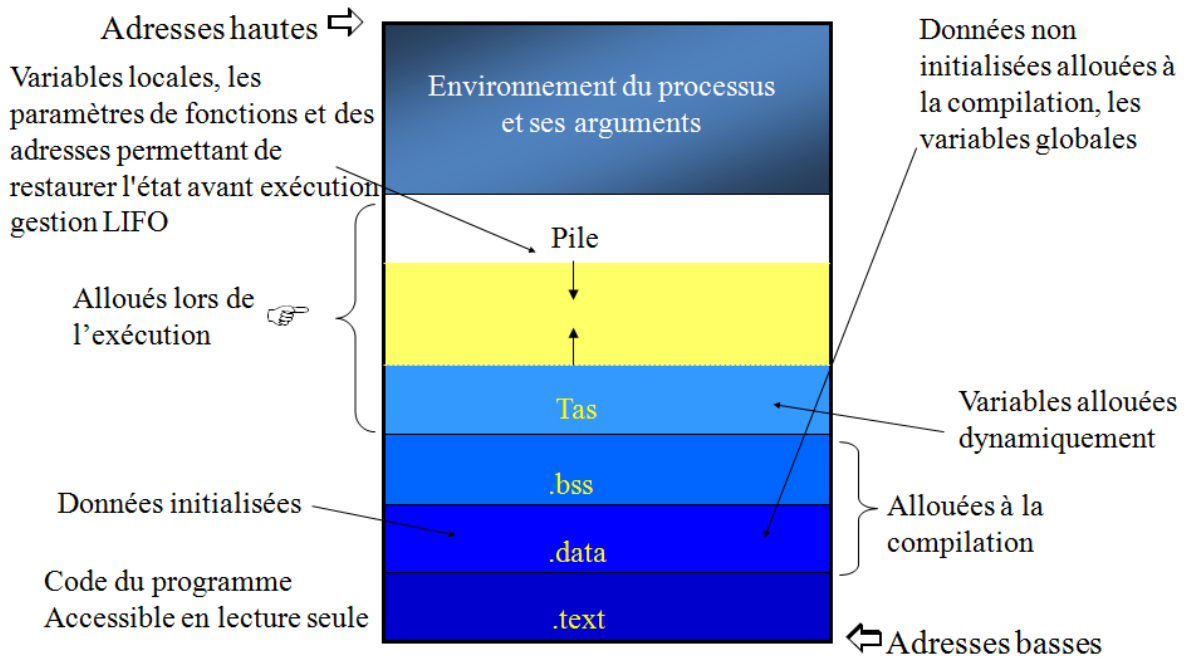 Adresses hautes
Variables locales, les
paramètres de fonctions et des
adresses permettant de
restaurer l'état avant exécution
gestion LIFO
Alloués lors de
l’exécution
Données initialisées
Code du programme
Accessible en lecture seule
Environnement du processus
et ses arguments
Pile
Tas
.bss
.data
.text
Données non
initialisées allouées à
la compilation, les
variables globales
Variables allouées
dynamiquement
Allouées à la
compilation
Adresses basses